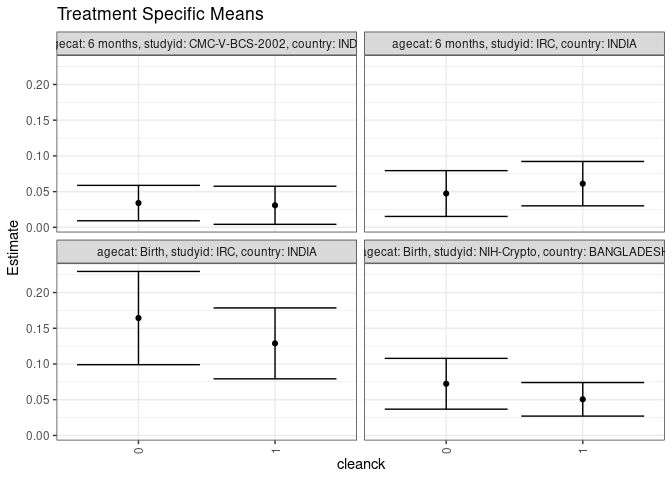 Treatment Specific Means
agecat: 6 months, studyid: CMC-V-BCS-2002, country: IND
agecat: 6 months, studyid: IRC, country: INDIA
0.20
0.15
0.10
0.05
0.00
agecat: Birth, studyid: IRC, country: INDIA
agecat: Birth, studyid: NIH-Crypto, country: BANGLADESH
0.20
0.15
0.10
0.05
0.00
Estimate
0
1
0
1
cleanck